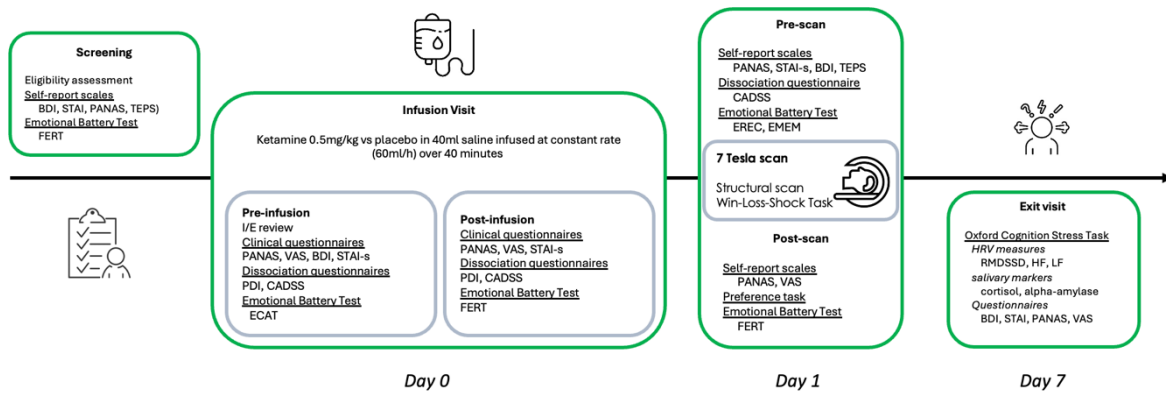 Screening
Eligibility assessment
Self-report scales
BDI, STAI, PANAS, TEPS)
Emotional Battery Test
FERT
Infusion Visit
Ketamine 0.5mg/kg vs placebo in 40ml saline infused at constant rate
(60ml/h) over 40 minutes
Pre-infusion
I/E review
Clinical questionnaires
PANAS, VAS, BDI, STAI-s
Dissociation questionnaires
PDI, CADSS
Emotional Battery Test
ECAT
Post-infusion
Clinical questionnaires
PANAS, VAS, STAI-s
Dissociation questionnaires
PDI, CADSS
Emotional Battery Test
FERT
Pre-scan
Self-report scales
PANAS, STAI-s, BDI, TEPS
Dissociation questionnaire
CADSS
Emotional Battery Test
EREC, EMEM
7 Tesla scan
Structural scan
Win-Loss-Shock Task
Post-scan
Self-report scales
PANAS, VAS
Preference task
Emotional Battery Test
FERT
Exit visit
Oxford Cognition Stress Task
HRV measures
RMDSSD, HF, LF
salivary markers
cortisol, alpha-amylase
Questionnaires
BDI, STAI, PANAS, VAS
Day 0
Day 1
Day 7